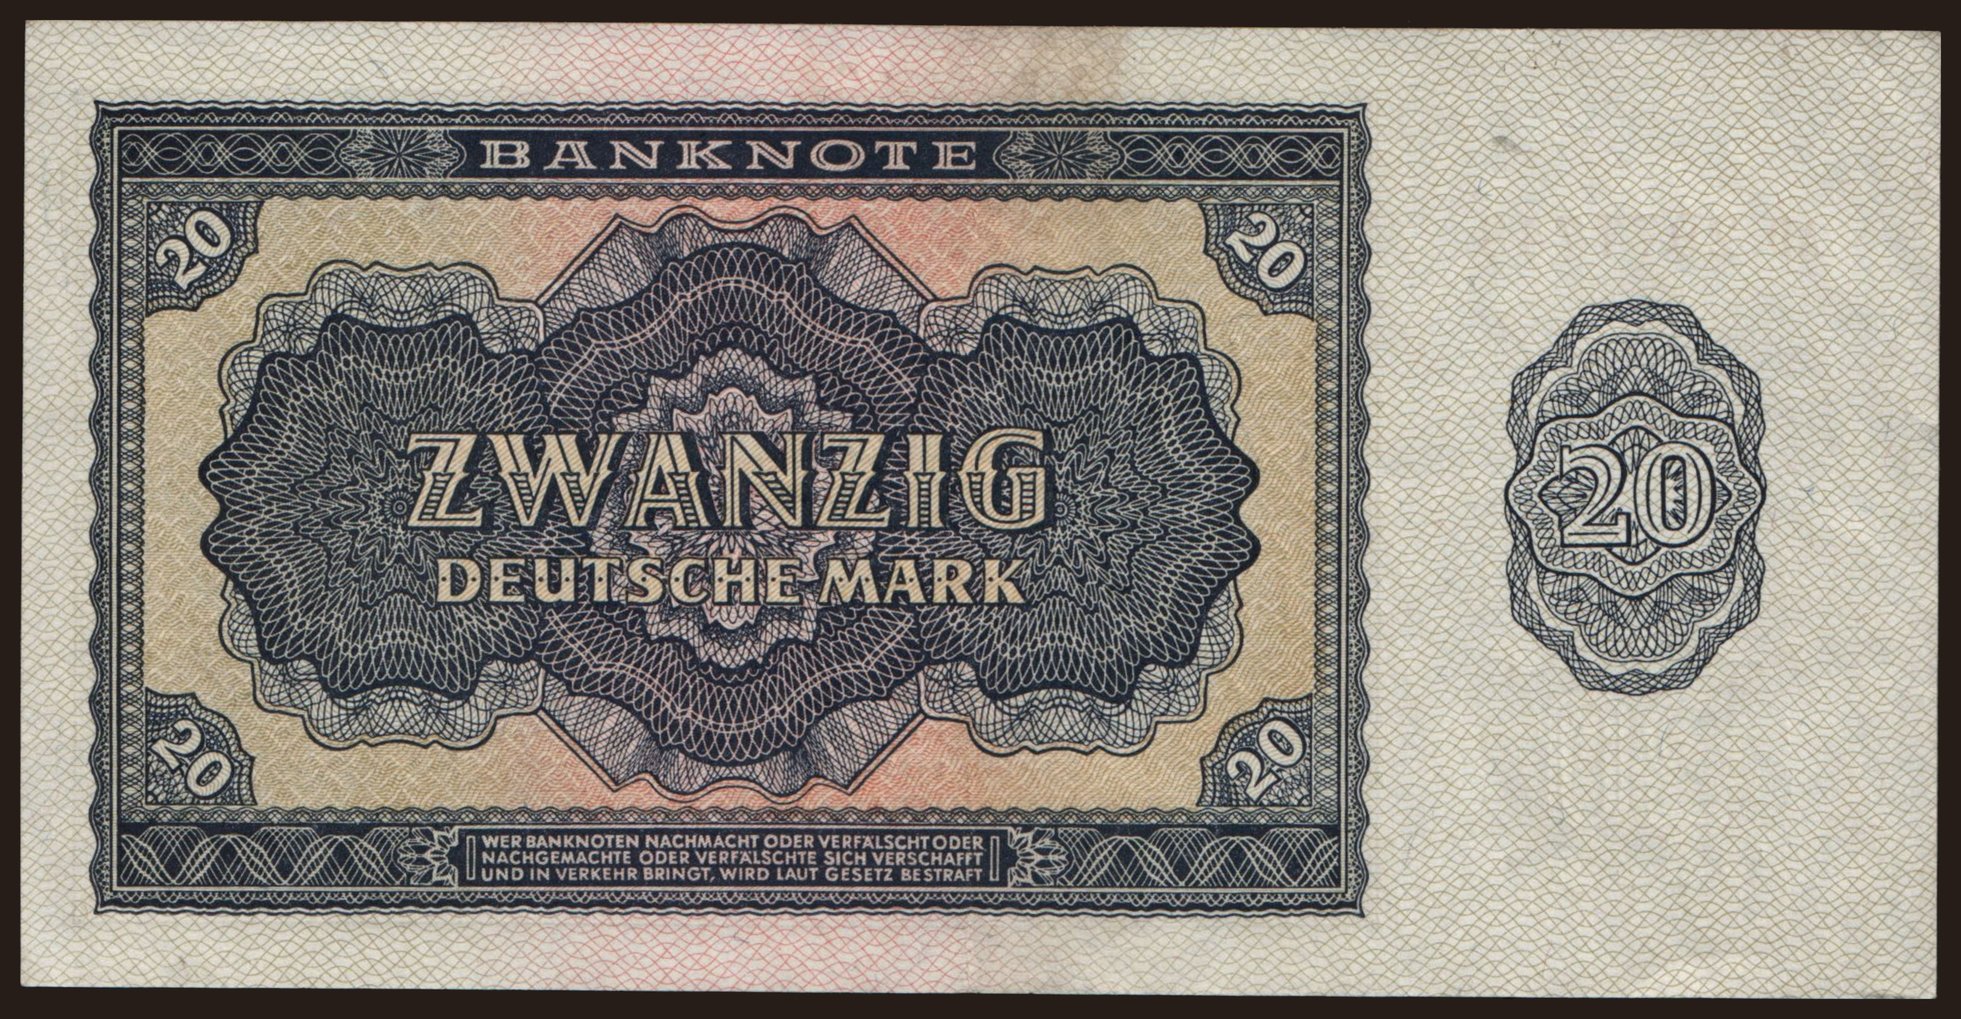 BANKNOTE
20
20
ZWANZIG
20
DEUTSCHE MARK
20
20
WER BANKNOTEN NACHMACHT ODER VERFÄLSCHT ODER
NACHGEMACHTE ODER VERFÄLSCHTE SICH VERSCHAFFT
UND IN VERKEHR BRINGT, WIRD LAUT GESETZ BESTRAFT